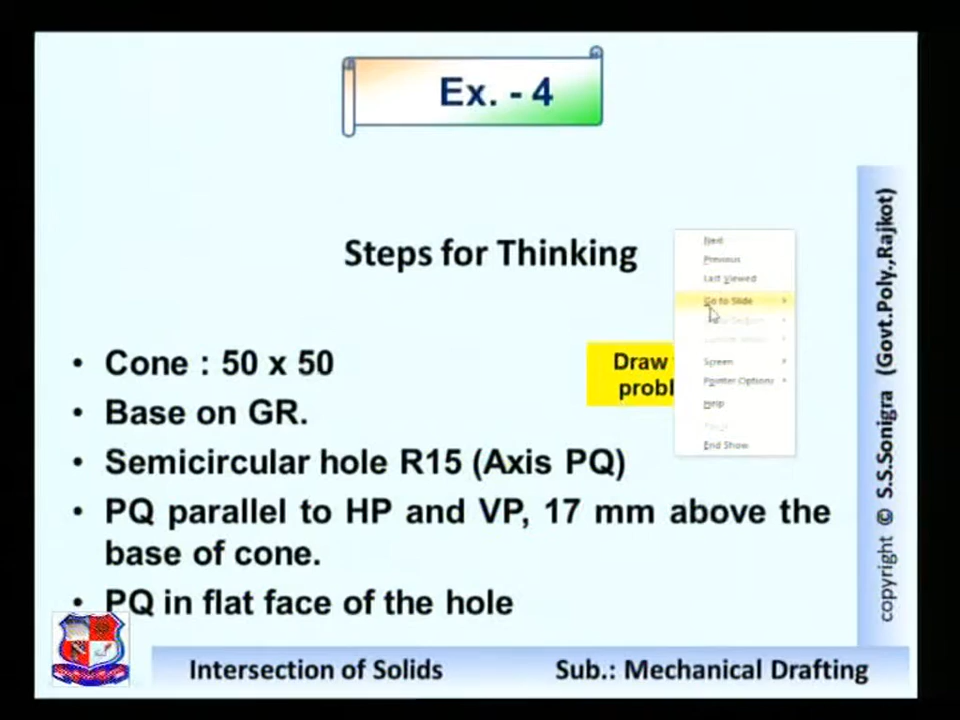 Ex. - 4
Steps for Thinking
Next
Previous
Last Viewed
Go to Slide
Screen
Pointer Options
Help
End Show
Draw
• Cone : 50 x 50
• Base on GR.
• Semicircular hole R15 (Axis PQ)
• PQ parallel to HP and VP, 17 mm above the
base of cone.
• PQ in flat face of the hole
Intersection of Solids
Sub.: Mechanical Drafting
copyright © S.S.Sonigra (Govt.Poly.,Rajkot)